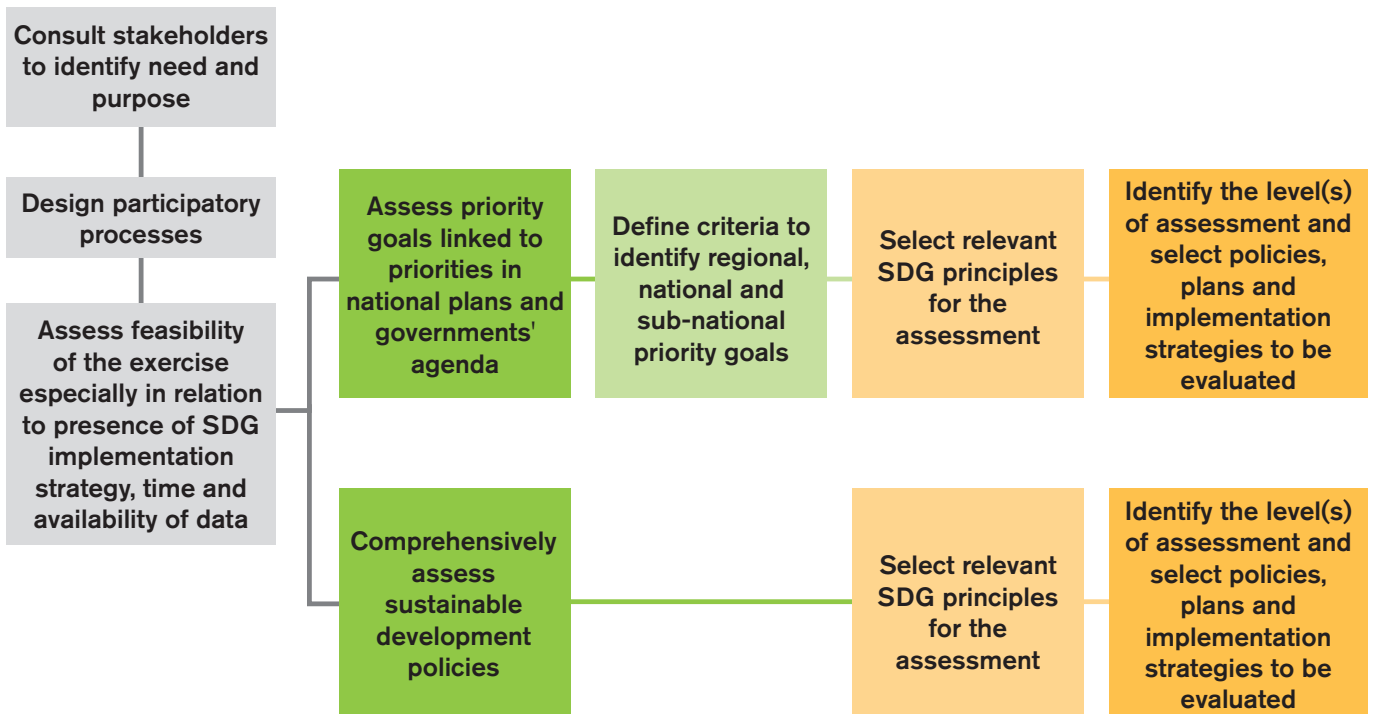 Consult stakeholders
to identify need and
purpose
Design participatory
processes
Assess feasibility
of the exercise
especially in relation
to presence of SDG
implementation
strategy, time and
availability of data
Assess priority
goals linked to
priorities in
national plans and
governments'
agenda
Define criteria to
identify regional,
national and
sub-national
priority goals
Select relevant
SDG principles
for the
assessment
Identify the level(s)
of assessment and
select policies,
plans and
implementation
strategies to be
evaluated
Comprehensively
assess
sustainable
development
policies
Select relevant
SDG principles
for the
assessment
Identify the level(s)
of assessment and
select policies,
plans and
implementation
strategies to be
evaluated